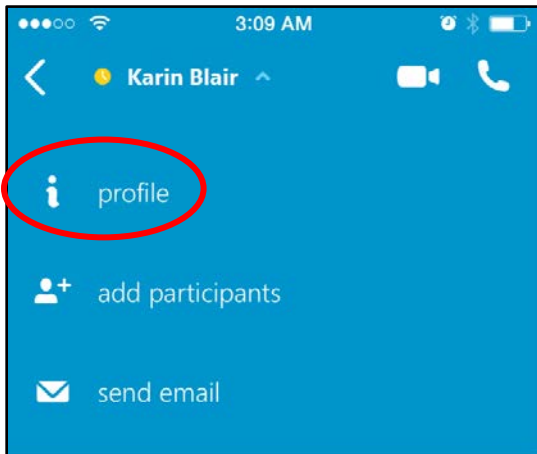 3:09 AM
Karin Blair
profile
add participants
send email